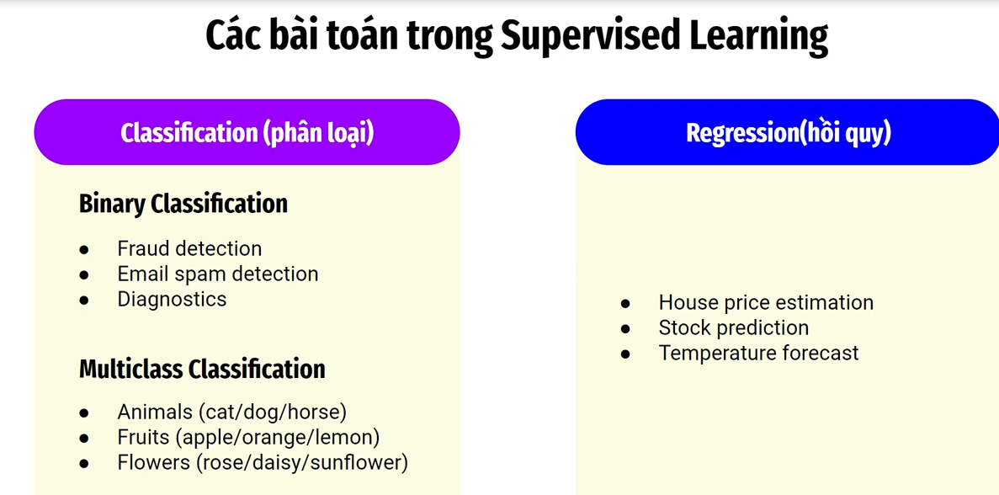 Các bài toán trong Supervised Learning
Classification (phân loại)
Binary Classification
● Fraud detection
● Email spam detection
● Diagnostics
Multiclass Classification
● Animals (cat/dog/horse)
● Fruits (apple/orange/lemon)
● Flowers (rose/daisy/sunflower)
Regression(hồi quy)
● House price estimation
● Stock prediction
● Temperature forecast